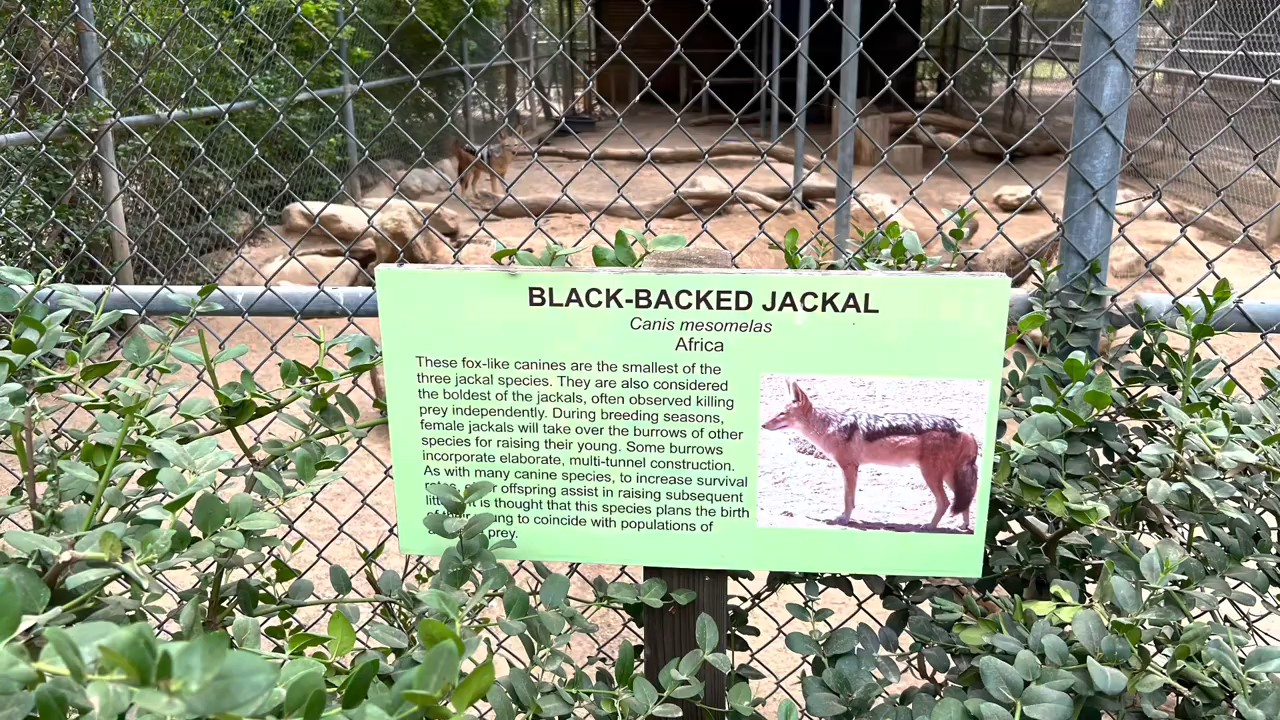 BLACK-BACKED JACKAL
Canis mesomelas
Africa
These fox-like canines are the smallest of the
three jackal species. They are also considered
the boldest of the jackals, often observed killing
prey independently. During breeding seasons,
female jackals will take over the burrows of other
species for raising their young. Some burrows
incorporate elaborate, multi-tunnel construction.
As with many canine species, to increase survival
offspring assist in raising subsequent
is thought that this species plans the birth
to coincide with populations of
prey.